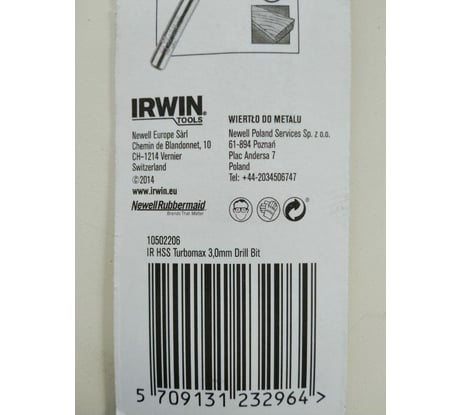 IRWIN®
TOOLS
Newell Europe Sàrl
Chemin de Blandonnet, 10
CH-1214 Vernier
Switzerland
©2014
www.irwin.eu
NewellRubbermaid
Brands That Matter
WIERTŁO DO METALU
Newell Poland Services Sp. z o.o.
61-894 Poznań
Plac Andersa 7
Poland
Tel: +44-2034506747
10502206
IR HSS Turbomax 3,0mm Drill Bit
5 709131 232964 >